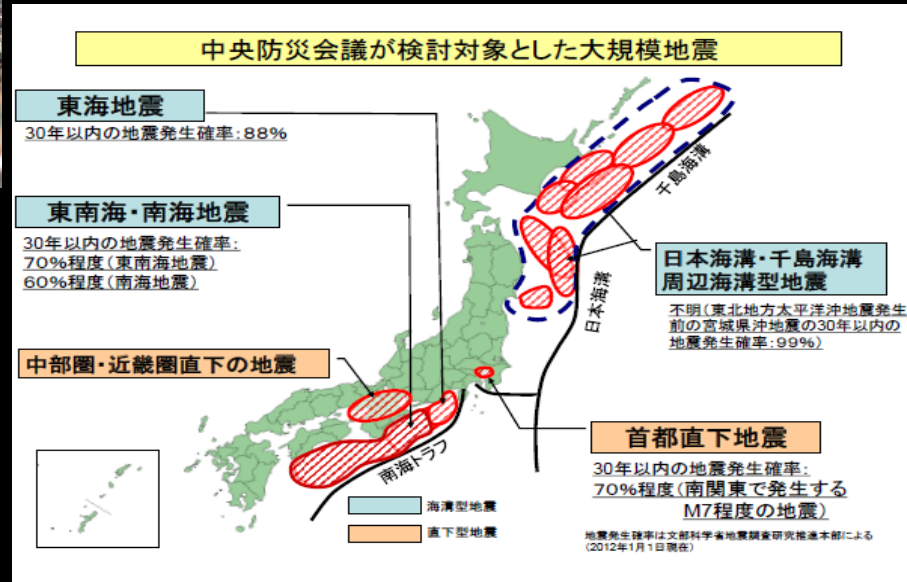 中央防災会議が検討対象とした大規模地震
東海地震
30年以内の地震発生確率:88%
東南海・南海地震
30年以内の地震発生確率:
70%程度(東南海地震)
60%程度(南海地震)
中部圏・近畿圏直下の地震
千島海溝
日本海溝
日本海溝・千島海溝
周辺海溝型地震
不明(東北地方太平洋沖地震発生
前の宮城県沖地震の30年以内の
地震発生確率:99%)
首都直下地震
30年以内の地震発生確率:
70%程度(南関東で発生する
M7程度の地震)
南海トラフ
海溝型地震
直下型地震
地震発生確率は文部科学省地震調査研究推進本部による
(2012年1月1日現在)